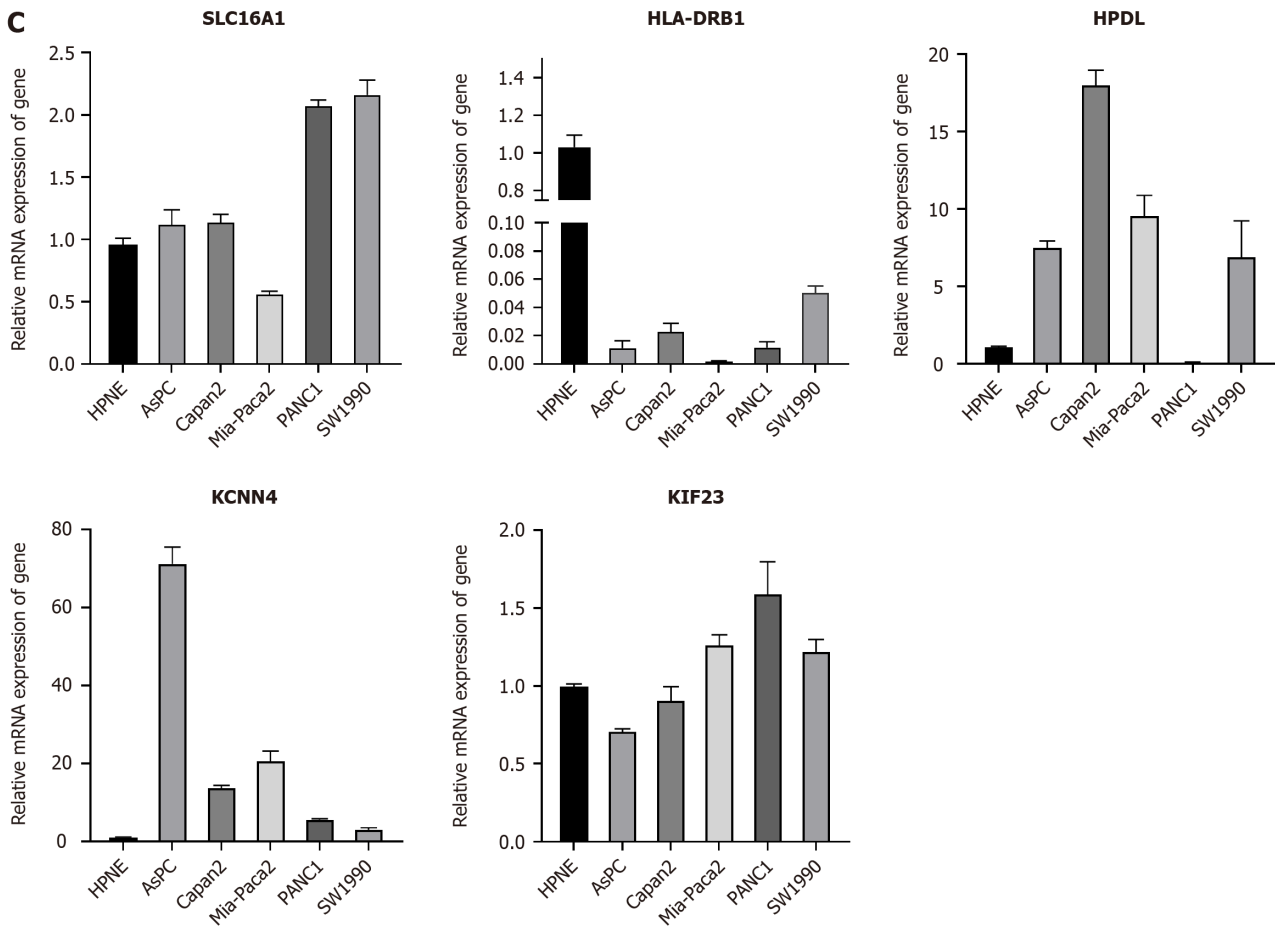 C
SLC16A1
Relative mRNA expression of gene
2.5
2.0
1.5
1.0
0.5
0.0
HPNE
AsPC
Capan2
Mia-Paca2
PANC1
SW1990
HLA-DRB1
Relative mRNA expression of gene
1.4
1.2
1.0
0.8
0.10
0.08
0.06
0.04
0.02
0.00
HPNE
AsPC
Capan2
Mia-Paca2
PANC1
SW1990
HPDL
Relative mRNA expression of gene
20
15
10
5
0
HPNE
AsPC
Capan2
Mia-Paca2
PANC1
SW1990
KCNN4
Relative mRNA expression of gene
80
60
40
20
0
HPNE
AsPC
Capan2
Mia-Paca2
PANC1
SW1990
KIF23
Relative mRNA expression of gene
2.0
1.5
1.0
0.5
0.0
HPNE
AsPC
Capan2
Mia-Paca2
PANC1
SW1990